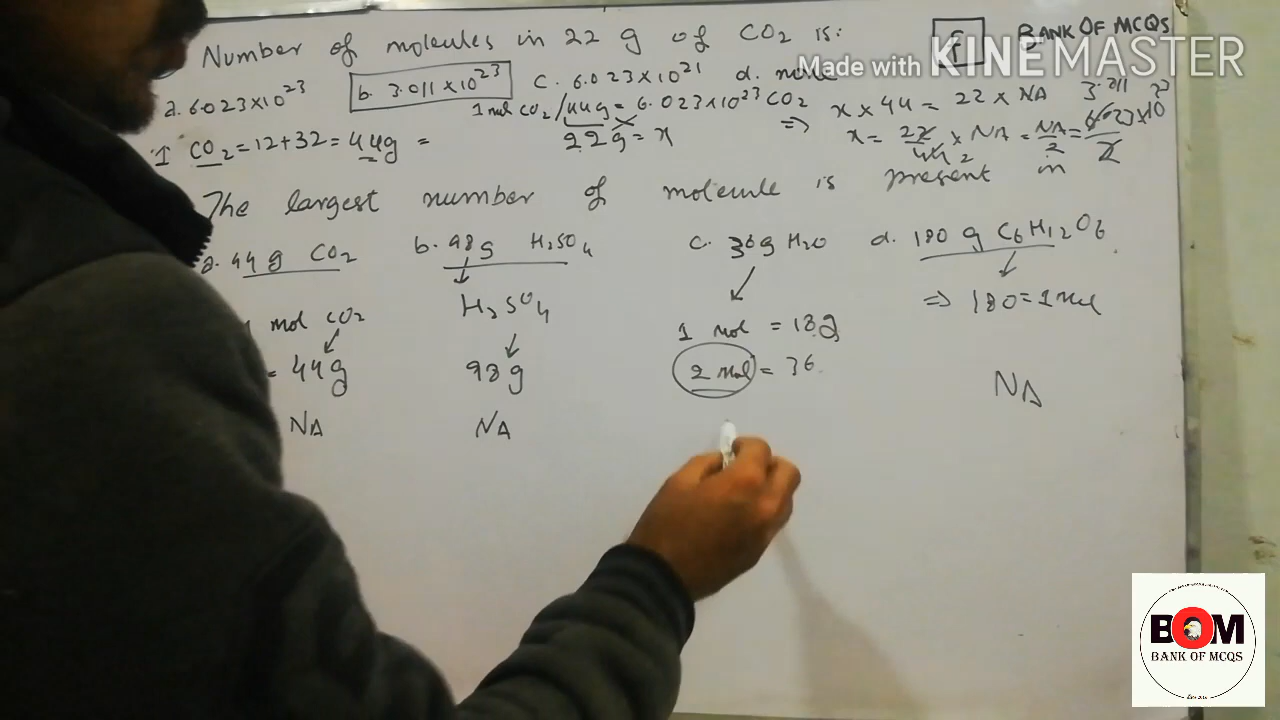 Number of molecules in 22 g of CO2 is:
BANK OF MCQS
Made with KINEMASTER
a. 6.023×10^23 b. 3.011×10^23 c. 6.023×10^21 d. none
1 mol CO2/44g = 6.023×10^23 CO2
22g = x
⇒ x × 44 = 22 × NA
x = 22/44 × NA = NA/2 = 6.023×10^23/2
CO2 = 12+32 = 44g =
The largest number of molecule is present in
a. 44 g CO2 b. 98g H2SO4 c. 36g H2O d. 180 g C6H12O6
mol CO2
= 44g
NA
H2SO4
98g
NA
1 mol = 18g
2 mol = 36
⇒ 180 = 1 mol
NA
BOM
BANK OF MCQS